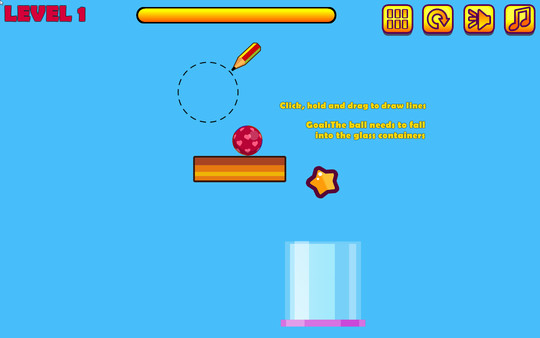 LEVEL 1
Click, hold and drag to draw lines
Goal:The ball needs to fall
into the glass containers